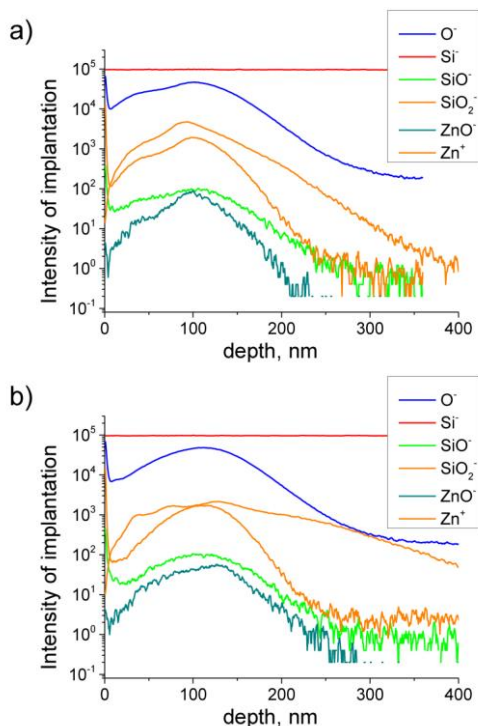 a)
O⁻
Si⁻
SiO⁻
SiO₂⁻
ZnO⁻
Zn⁺
Intensity of implantation
10⁶
10⁵
10⁴
10³
10²
10¹
10⁰
10⁻¹
0 100 200 300 400
depth, nm
b)
O⁻
Si⁻
SiO⁻
SiO₂⁻
ZnO⁻
Zn⁺
Intensity of implantation
10⁶
10⁵
10⁴
10³
10²
10¹
10⁰
10⁻¹
0 100 200 300 400
depth, nm